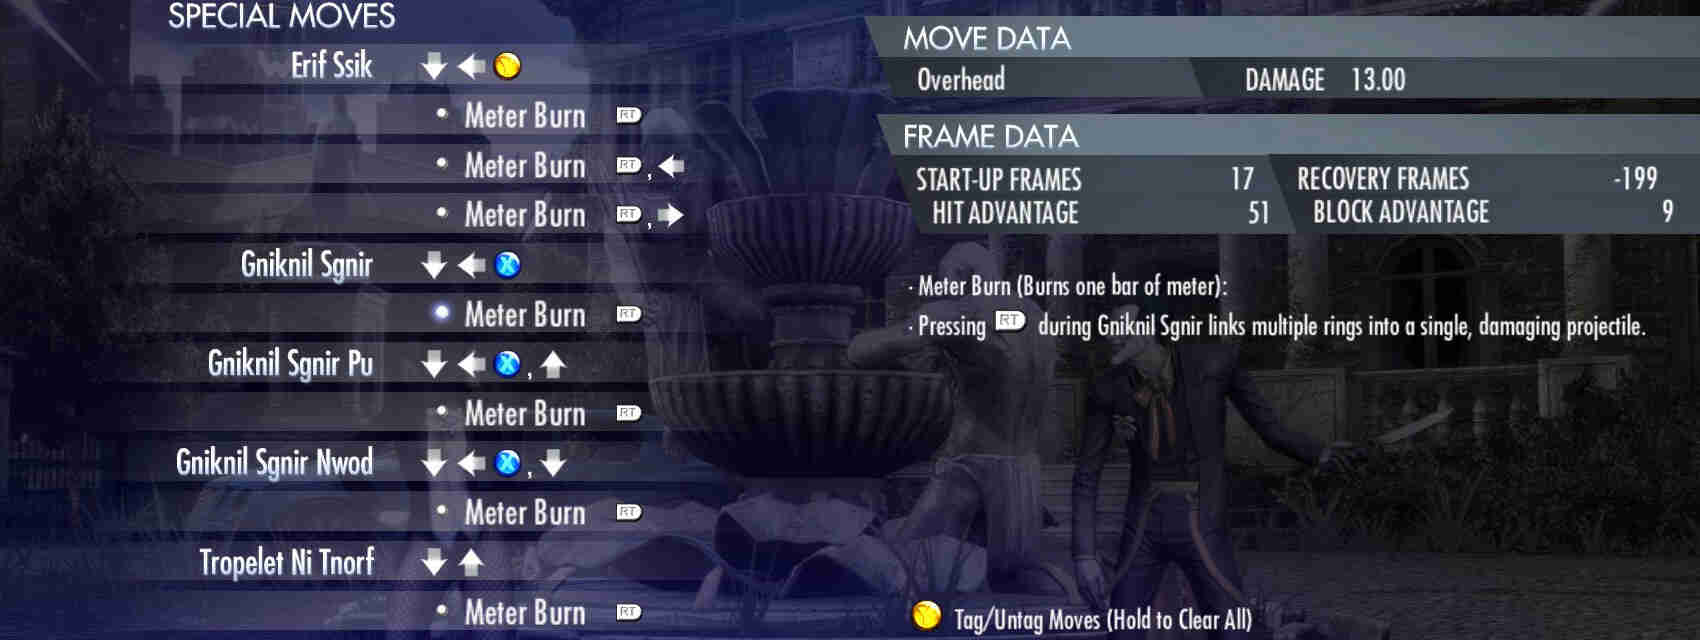 SPECIAL MOVES
Erif Ssik Y
Meter Burn RT
Meter Burn RT,
Meter Burn RT,
Gniknil Sgnir X
Meter Burn RT
Gniknil Sgnir Pu X,
Meter Burn RT
Gniknil Sgnir Nwod X,
Meter Burn RT
Tropelet Ni Tnorf
Meter Burn RT
MOVE DATA
Overhead DAMAGE 13.00
FRAME DATA
START-UP FRAMES 17 RECOVERY FRAMES -199
HIT ADVANTAGE 51 BLOCK ADVANTAGE 9
· Meter Burn (Burns one bar of meter):
· Pressing RT during Gniknil Sgnir links multiple rings into a single, damaging projectile.
Y Tag/Untag Moves (Hold to Clear All)